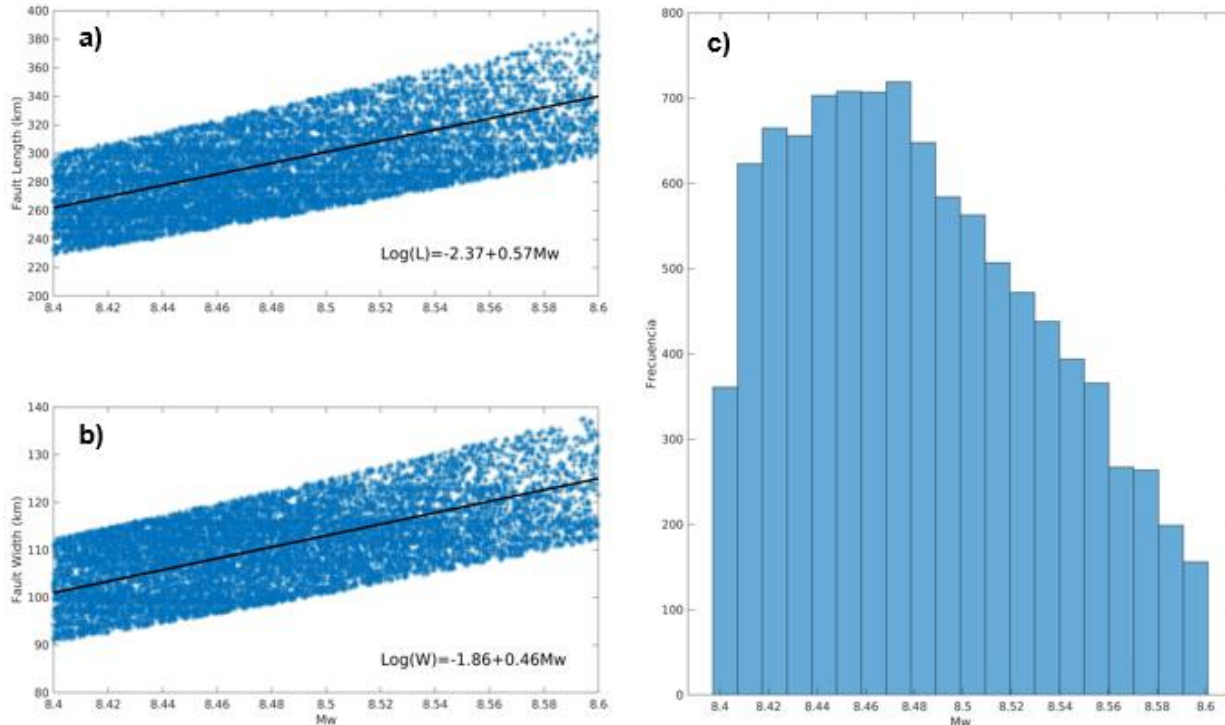 a)
Fault Length (km)
400
380
360
340
320
300
280
260
240
220
200
Log(L)=-2.37+0.57Mw
8.4 8.42 8.44 8.46 8.48 8.5 8.52 8.54 8.56 8.58 8.6
b)
Fault Width (km)
140
130
120
110
100
90
80
Log(W)=-1.86+0.46Mw
8.4 8.42 8.44 8.46 8.48 8.5 8.52 8.54 8.56 8.58 8.6
Mw
c)
Frecuencia
800
700
600
500
400
300
200
100
0
8.4 8.42 8.44 8.46 8.48 8.5 8.52 8.54 8.56 8.58 8.6
Mw